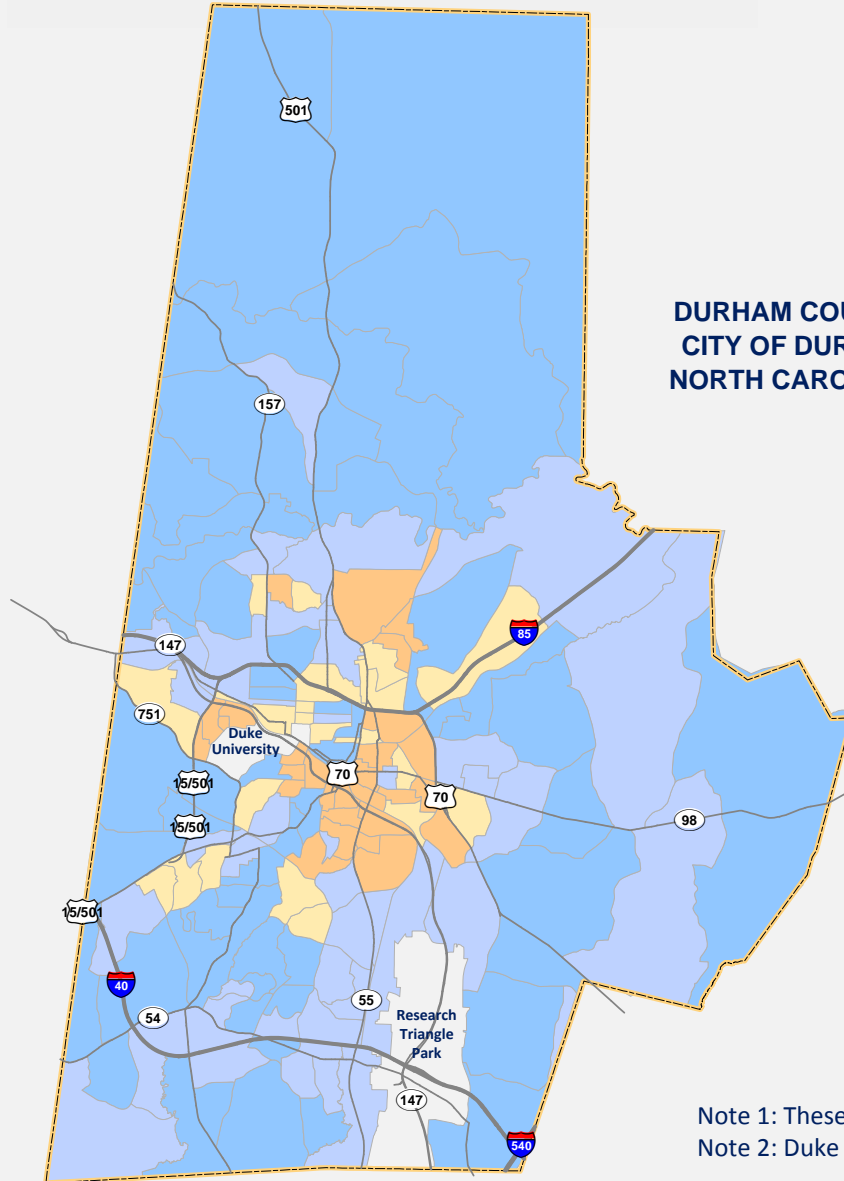 501
DURHAM COU
CITY OF DUR
NORTH CARO
157
85
147
751
Duke
University
70
15/501
70
15/501
98
15/501
40
55
54
Research
Triangle
Park
147
540
Note 1: These
Note 2: Duke